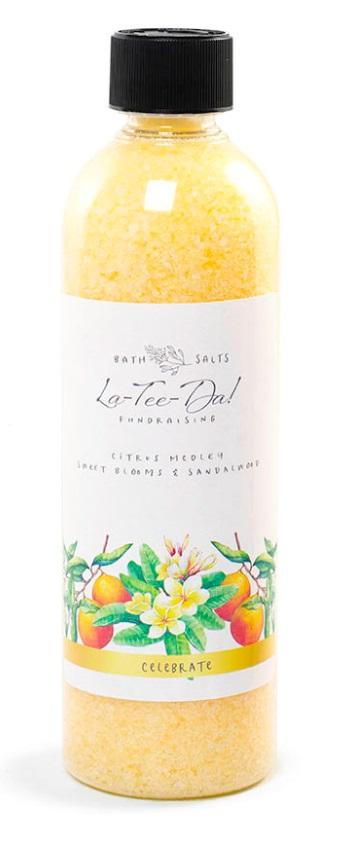 BATH SALTS
La-Tee-Da!
FUNDRAISING
CITRUS MEDLEY
SWEET BLOOMS & SANDALWOOD
CELEBRATE